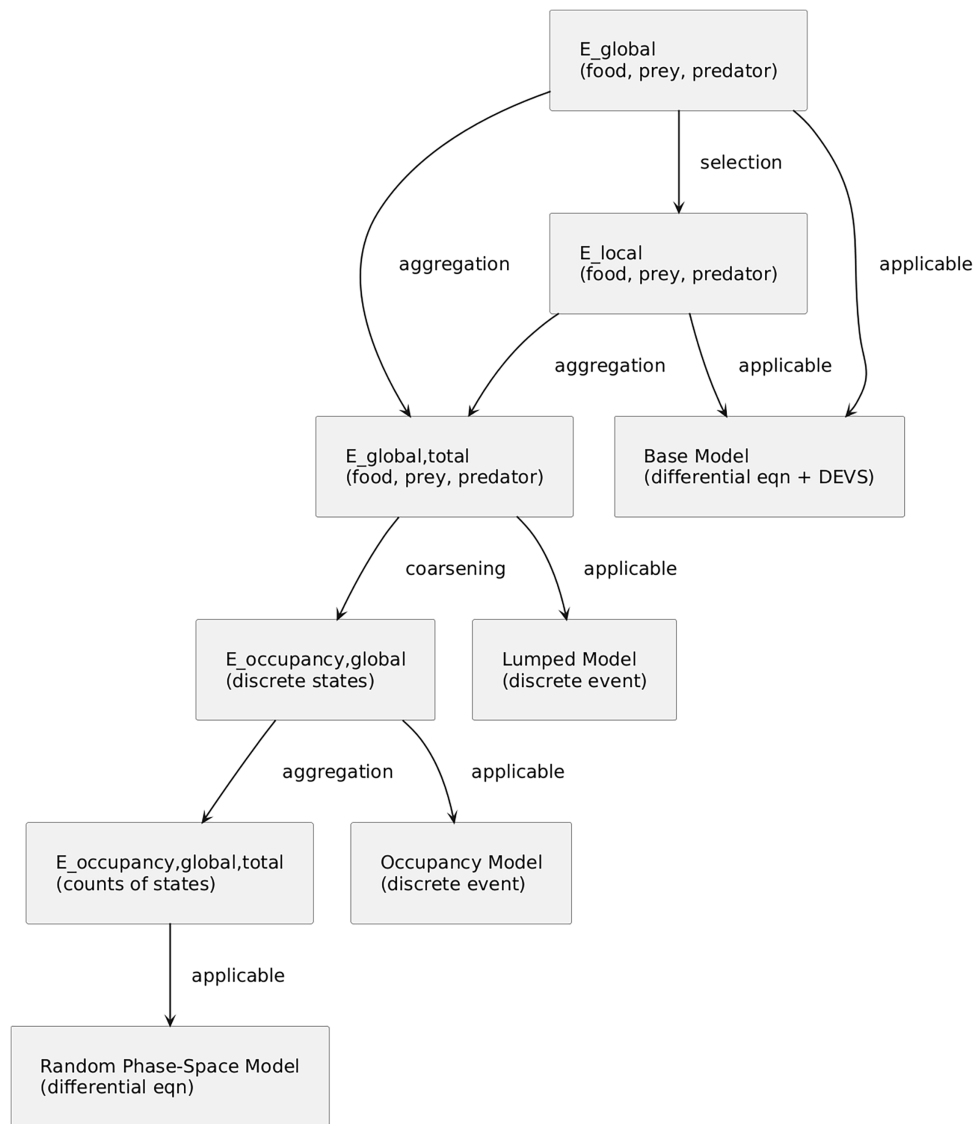 E_global
(food, prey, predator)
selection
E_local
(food, prey, predator)
aggregation
applicable
aggregation
applicable
E_global,total
(food, prey, predator)
Base Model
(differential eqn + DEVS)
coarsening
applicable
E_occupancy,global
(discrete states)
Lumped Model
(discrete event)
aggregation
applicable
E_occupancy,global,total
(counts of states)
Occupancy Model
(discrete event)
applicable
Random Phase-Space Model
(differential eqn)